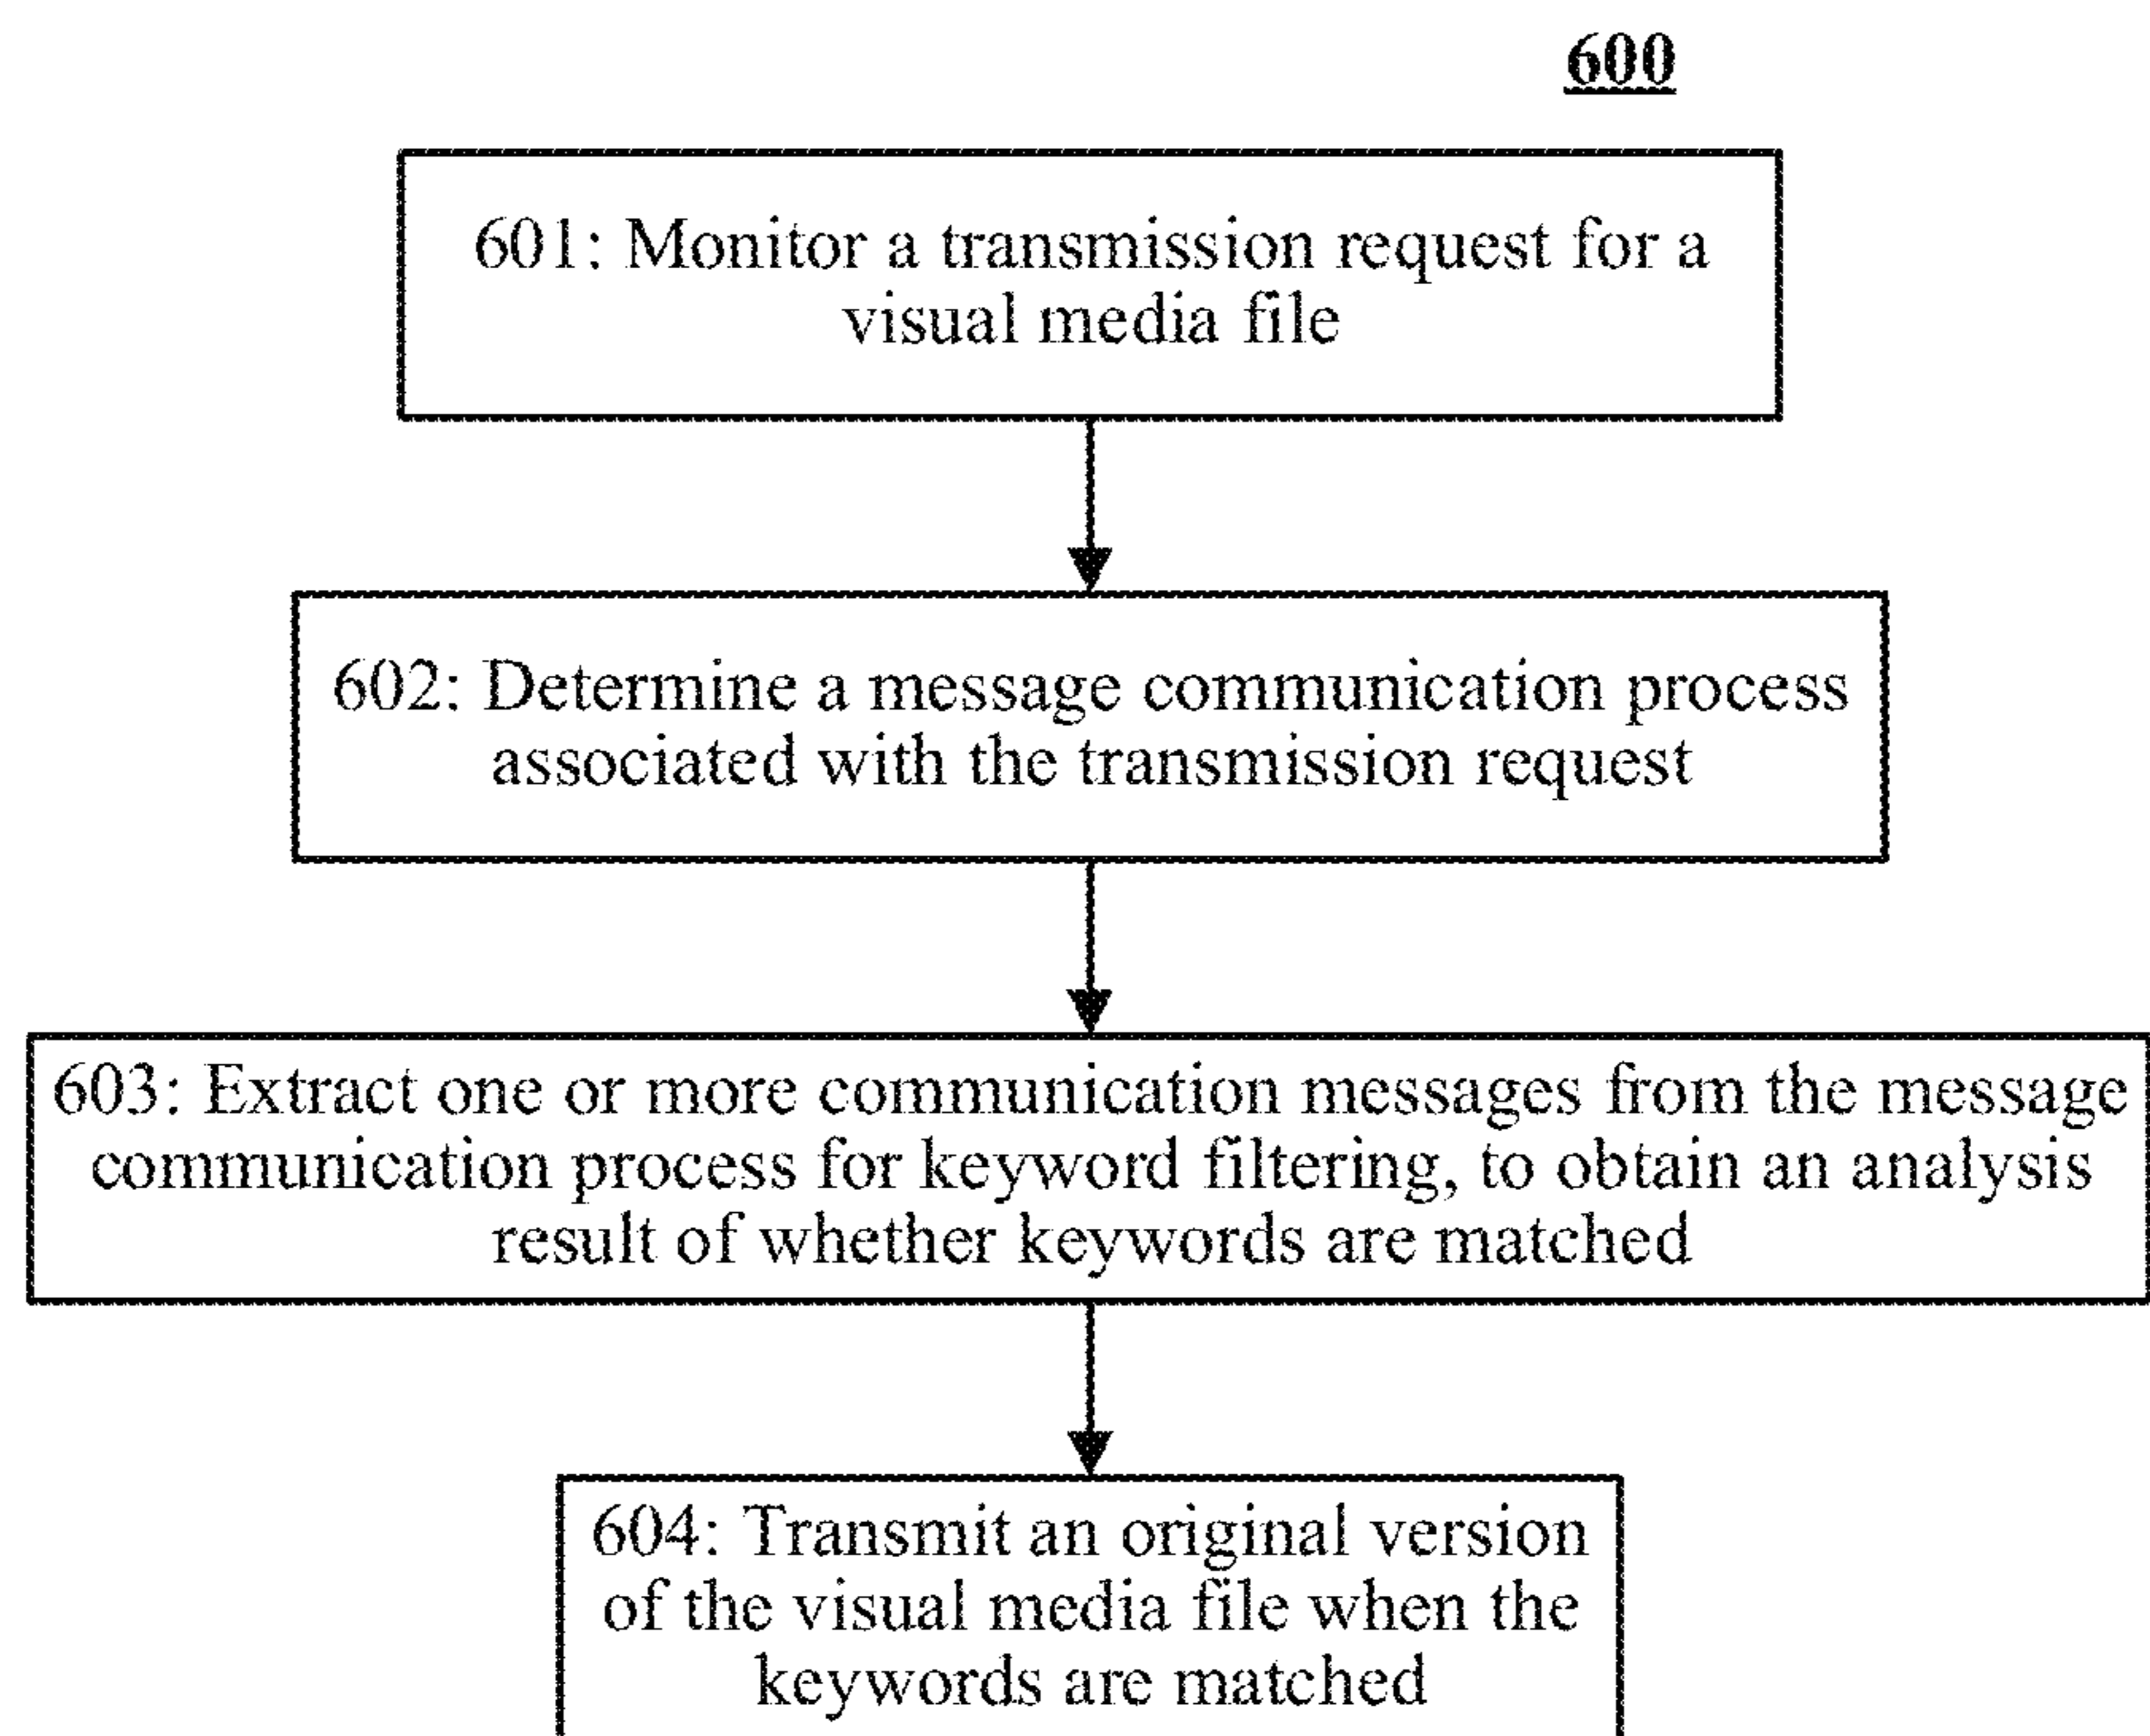 600
601: Monitor a transmission request for a
visual media file
602: Determine a message communication process
associated with the transmission request
603: Extract one or more communication messages from the message
communication process for keyword filtering, to obtain an analysis
result of whether keywords are matched
604: Transmit an original version
of the visual media file when the
keywords are matched